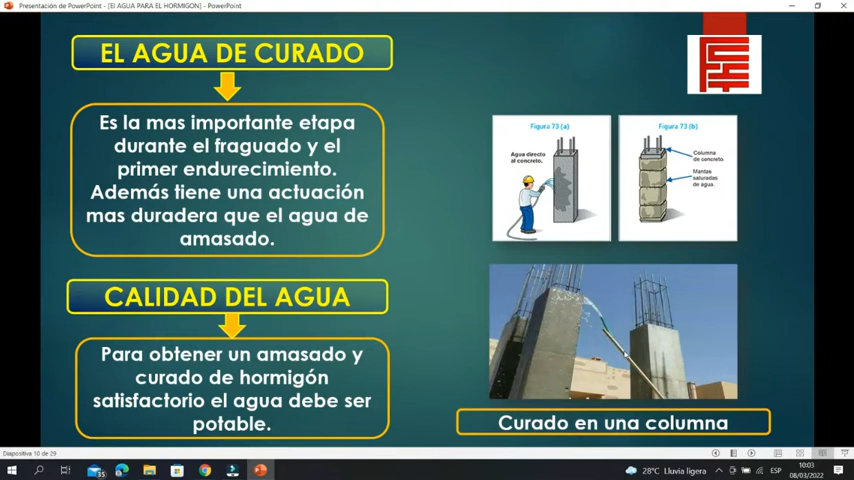 Presentación de PowerPoint - [El AGUA PARA EL HORMIGON] - PowerPoint
EL AGUA DE CURADO
Es la mas importante etapa
durante el fraguado y el
primer endurecimiento.
Además tiene una actuación
mas duradera que el agua de
amasado.
CALIDAD DEL AGUA
Para obtener un amasado y
curado de hormigón
satisfactorio el agua debe ser
potable.
Figura 73 (a)
Agua directo
al concreto.
Figura 73 (b)
Columna
de concreto.
Mantas
saturadas
de agua.
Curado en una columna
Diapositiva 10 de 29
35
28°C Lluvia ligera
ESP
10:03
08/03/2022